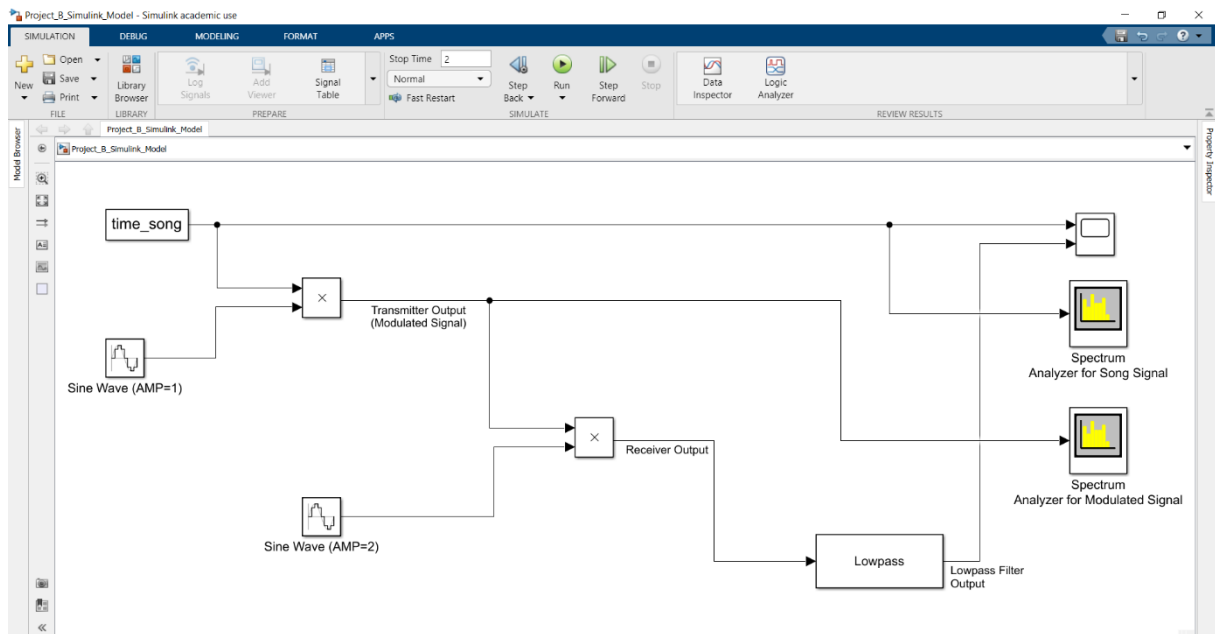 Project_B_Simulink_Model - Simulink academic use
SIMULATION DEBUG MODELING FORMAT APPS
New
Open
Save
Print
FILE
Library
Browser
LIBRARY
Log
Signals
Add
Viewer
Signal
Table
PREPARE
Stop Time 2
Normal
Fast Restart
Step
Back
Run
Step
Forward
Stop
SIMULATE
Data
Inspector
Logic
Analyzer
REVIEW RESULTS
Model Browser
Property Inspector
Project_B_Simulink_Model
Project_B_Simulink_Model
time_song
×
Transmitter Output
(Modulated Signal)
Sine Wave (AMP=1)
Spectrum
Analyzer for Song Signal
×
Receiver Output
Spectrum
Analyzer for Modulated Signal
Sine Wave (AMP=2)
Lowpass
Lowpass Filter
Output